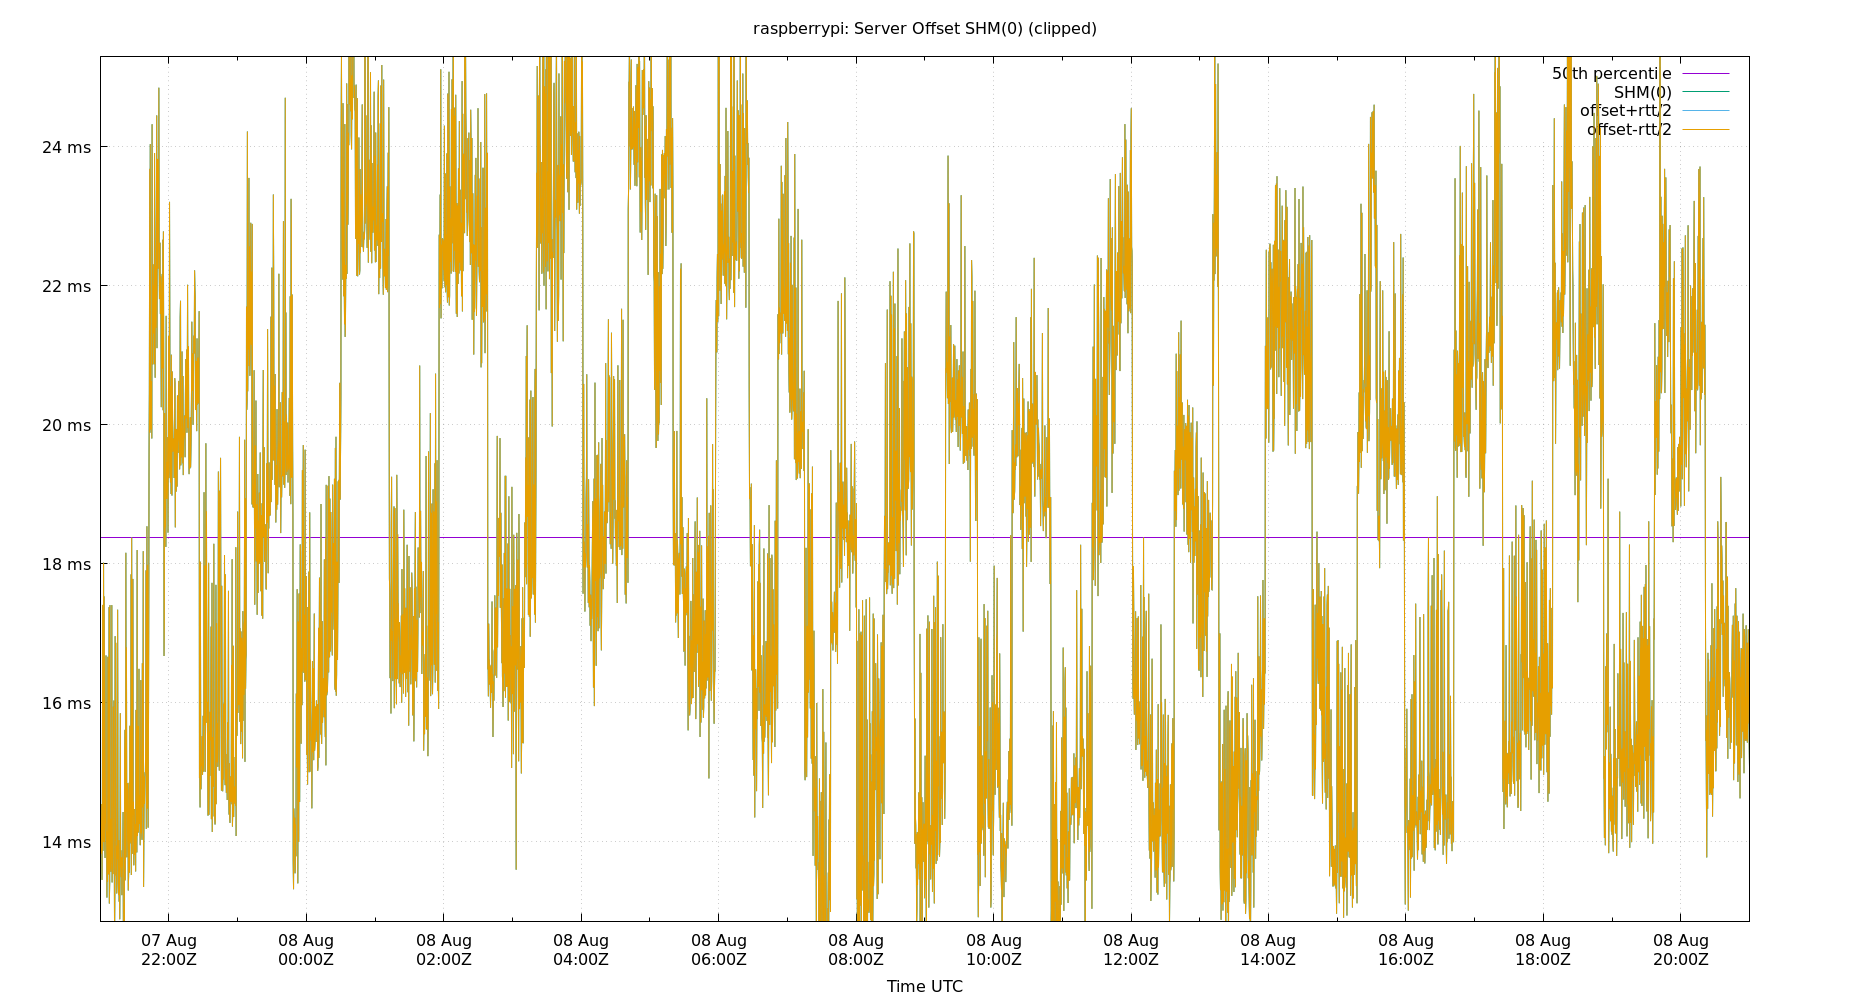 raspberrypi: Server Offset SHM(0) (clipped)
50th percentile
SHM(0)
offset+rtt/2
offset-rtt/2
24 ms
22 ms
20 ms
18 ms
16 ms
14 ms
07 Aug 08 Aug 08 Aug 08 Aug 08 Aug 08 Aug 08 Aug 08 Aug 08 Aug 08 Aug 08 Aug 08 Aug
22:00Z 00:00Z 02:00Z 04:00Z 06:00Z 08:00Z 10:00Z 12:00Z 14:00Z 16:00Z 18:00Z 20:00Z
Time UTC